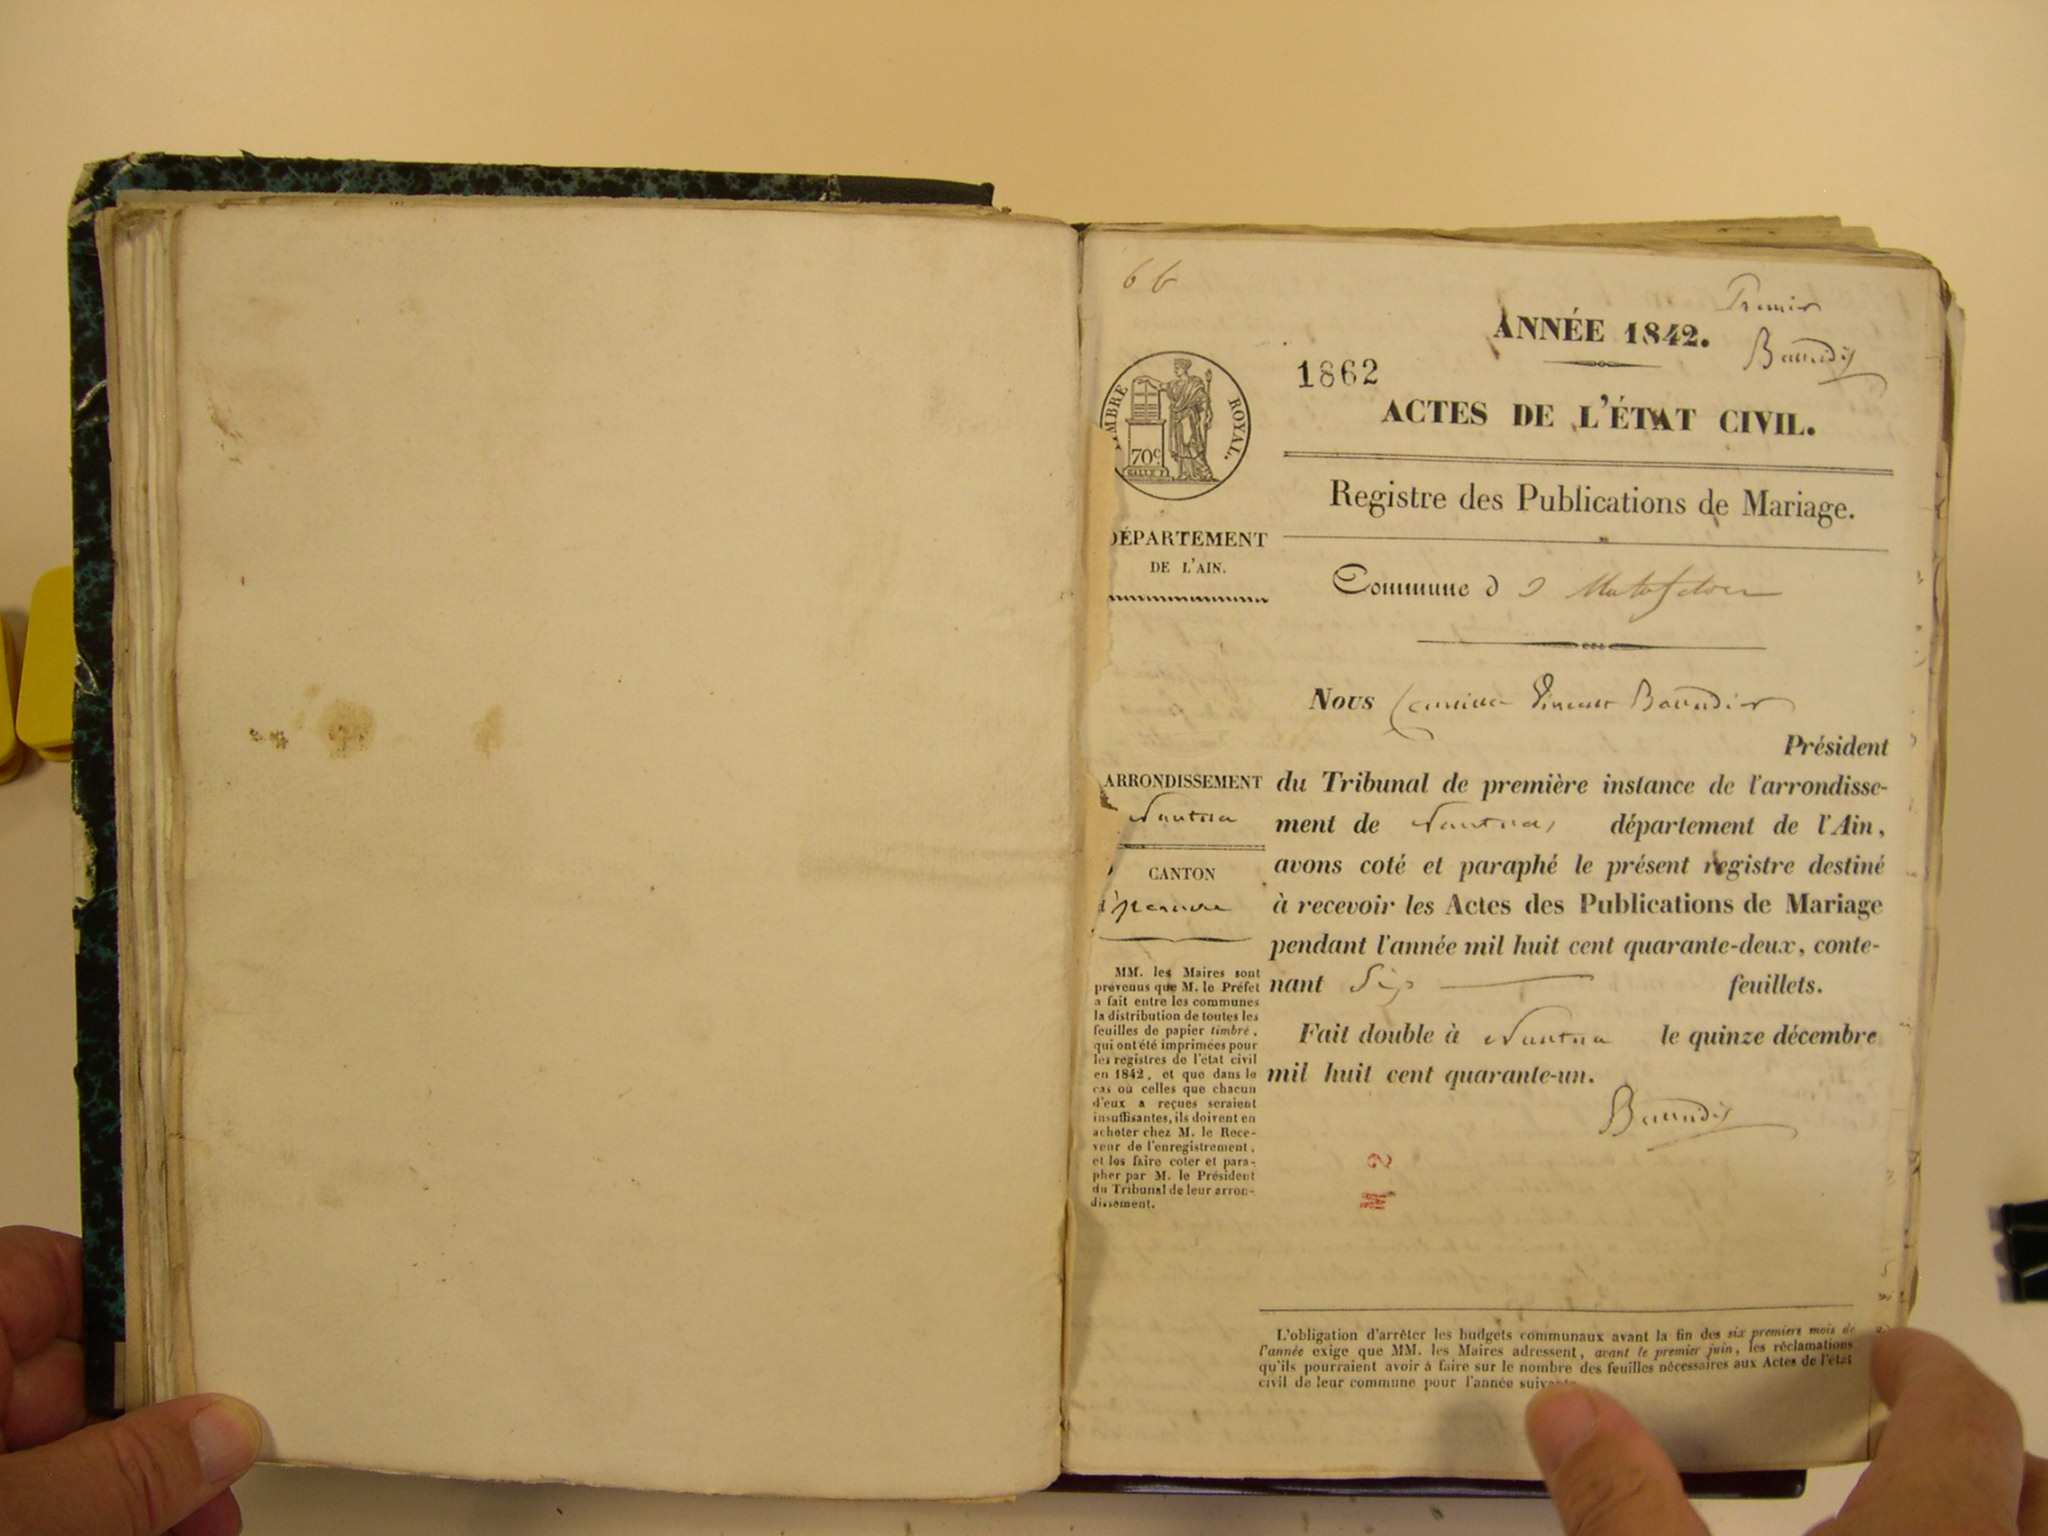 66
Premier
ANNÉE 1842.
Baudier
1862
ACTES DE L'ÉTAT CIVIL.
MBRE ROYAL.
70c
Registre des Publications de Mariage.
DÉPARTEMENT
DE L'AIN.
Commune d e Matafelon
Nous Vincent Baudier
Président
ARRONDISSEMENT
Nantua
du Tribunal de première instance de l'arrondisse-
ment de Nantua, département de l'Ain,
avons coté et paraphé le présent registre destiné
à recevoir les Actes des Publications de Mariage
pendant l'année mil huit cent quarante-deux, conte-
nant Six feuillets.
Fait double à Nantua le quinze décembre
mil huit cent quarante-un.
Baudier
CANTON
MM. les Maires sont
prévenus que M. le Préfet
a fait entre les communes
la distribution de toutes les
feuilles de papier timbré,
qui ont été imprimées pour
les registres de l'état civil
en 1842, et que dans le
cas où celles que chacun
d'eux a reçues seraient
insuffisantes, ils doivent en
acheter chez M. le Rece-
veur de l'enregistrement,
et les faire coter et para-
pher par M. le Président
du Tribunal de leur arron-
dissement.
L'obligation d'arrêter les budgets communaux avant la fin des six premiers mois de
l'année exige que MM. les Maires adressent, avant le premier juin, les réclamations
qu'ils pourraient avoir à faire sur le nombre des feuilles nécessaires aux Actes de l'état
civil de leur commune pour l'année suivante.